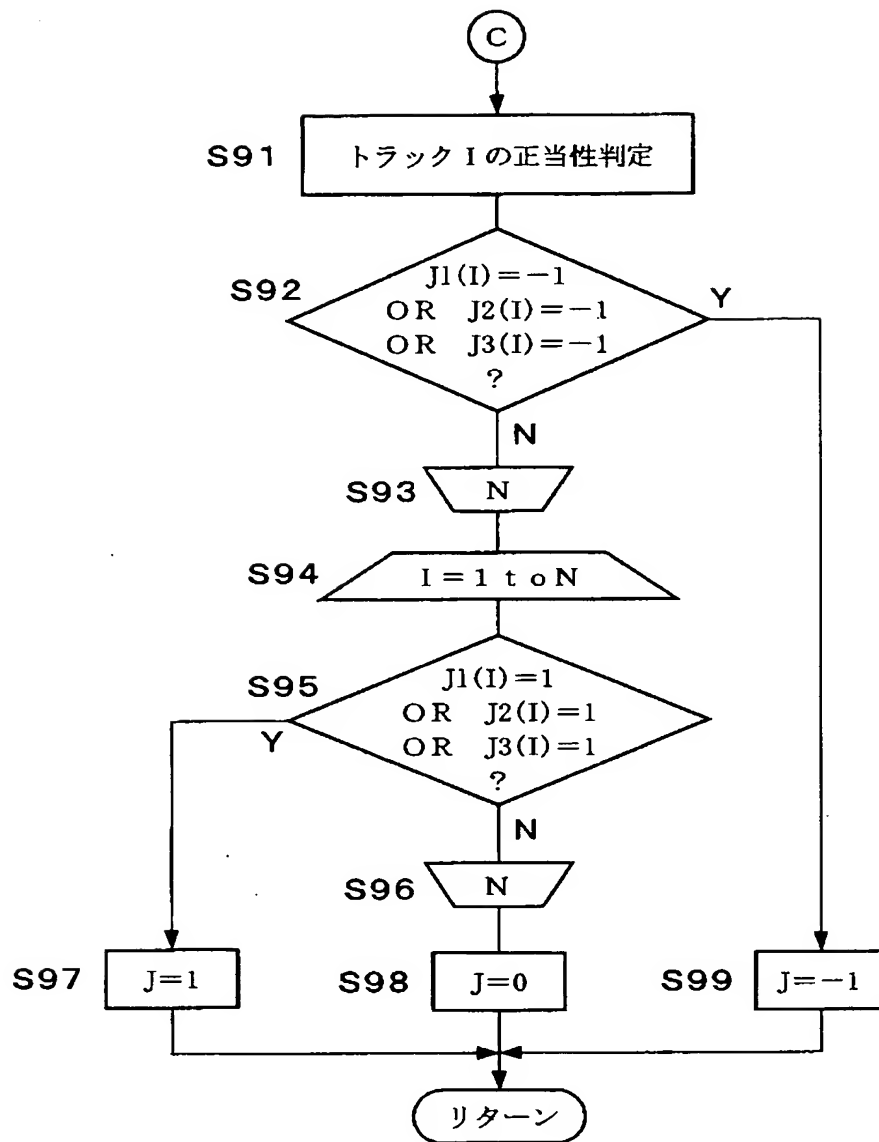 C
S91
トラック I の正当性判定
S92
J1(I)=−1
OR J2(I)=−1
OR J3(I)=−1
?
Y
N
S93
N
S94
I=1 to N
S95
J1(I)=1
OR J2(I)=1
OR J3(I)=1
?
Y
N
S96
N
S97
J=1
S98
J=0
S99
J=−1
リターン